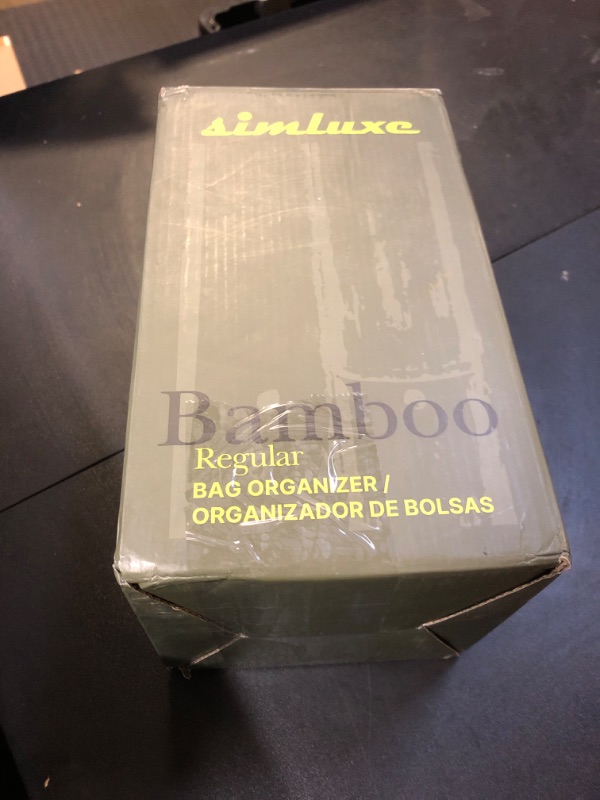 simluxe
Bamboo
Regular
BAG ORGANIZER /
ORGANIZADOR DE BOLSAS